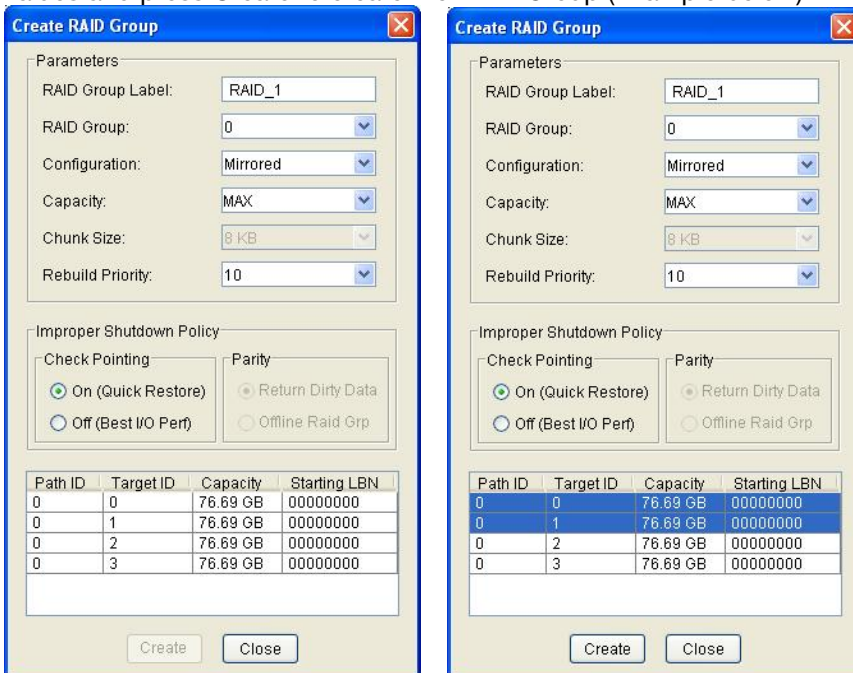 Create RAID Group
Parameters
RAID Group Label: RAID_1
RAID Group: 0
Configuration: Mirrored
Capacity: MAX
Chunk Size: 8 KB
Rebuild Priority: 10
Improper Shutdown Policy
Check Pointing Parity
On (Quick Restore) Return Dirty Data
Off (Best I/O Perf) Offline Raid Grp
Path ID Target ID Capacity Starting LBN
0 0 76.69 GB 00000000
0 1 76.69 GB 00000000
0 2 76.69 GB 00000000
0 3 76.69 GB 00000000
Create Close
Create RAID Group
Parameters
RAID Group Label: RAID_1
RAID Group: 0
Configuration: Mirrored
Capacity: MAX
Chunk Size: 8 KB
Rebuild Priority: 10
Improper Shutdown Policy
Check Pointing Parity
On (Quick Restore) Return Dirty Data
Off (Best I/O Perf) Offline Raid Grp
Path ID Target ID Capacity Starting LBN
0 0 76.69 GB 00000000
0 1 76.69 GB 00000000
0 2 76.69 GB 00000000
0 3 76.69 GB 00000000
Create Close